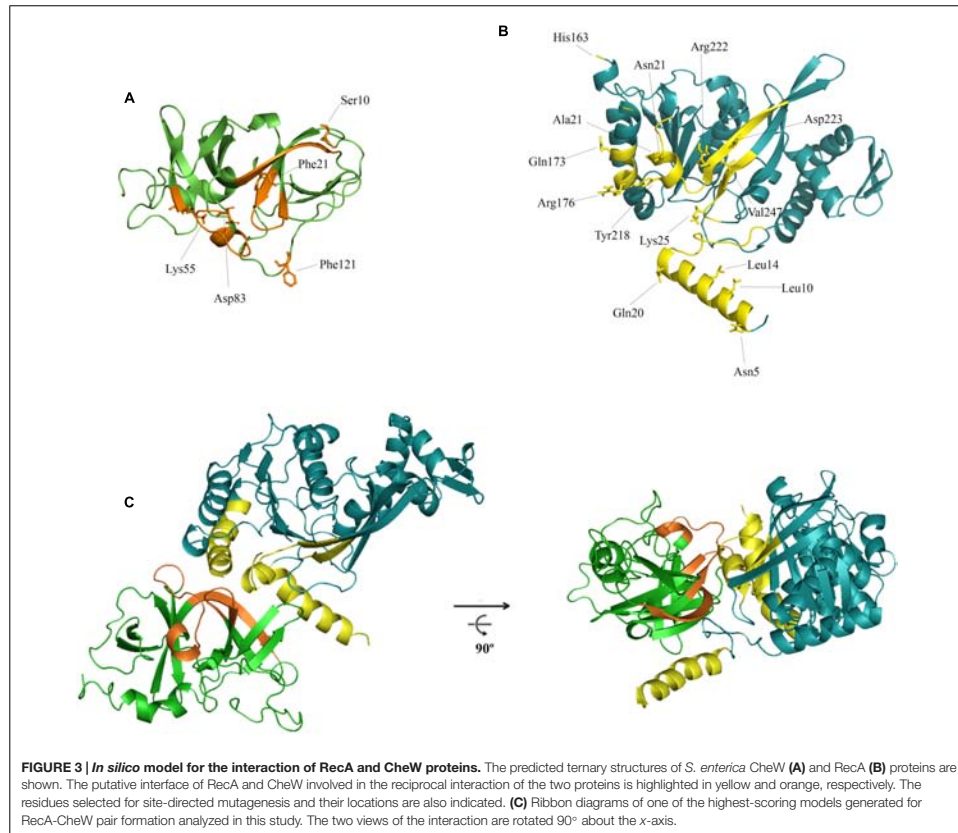 A
Ser10
Phe21
Lys55
Asp83
Phe121
B
His163
Arg222
Asn21
Ala21
Asp223
Gln173
Arg176
Tyr218
Lys25
Val247
Leu14
Leu10
Gln20
Asn5
C
90°
FIGURE 3 | In silico model for the interaction of RecA and CheW proteins. The predicted ternary structures of S. enterica CheW (A) and RecA (B) proteins are
shown. The putative interface of RecA and CheW involved in the reciprocal interaction of the two proteins is highlighted in yellow and orange, respectively. The
residues selected for site-directed mutagenesis and their locations are also indicated. (C) Ribbon diagrams of one of the highest-scoring models generated for
RecA-CheW pair formation analyzed in this study. The two views of the interaction are rotated 90° about the x-axis.